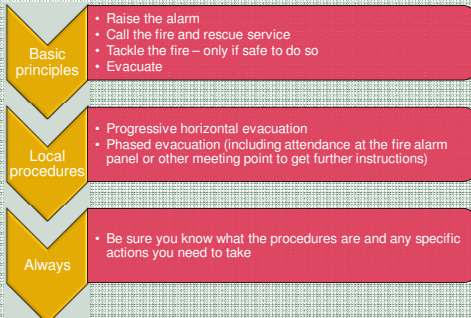 Basic
principles
• Raise the alarm
• Call the fire and rescue service
• Tackle the fire – only if safe to do so
• Evacuate
Local
procedures
• Progressive horizontal evacuation
• Phased evacuation (including attendance at the fire alarm
panel or other meeting point to get further instructions)
Always
• Be sure you know what the procedures are and any specific
actions you need to take